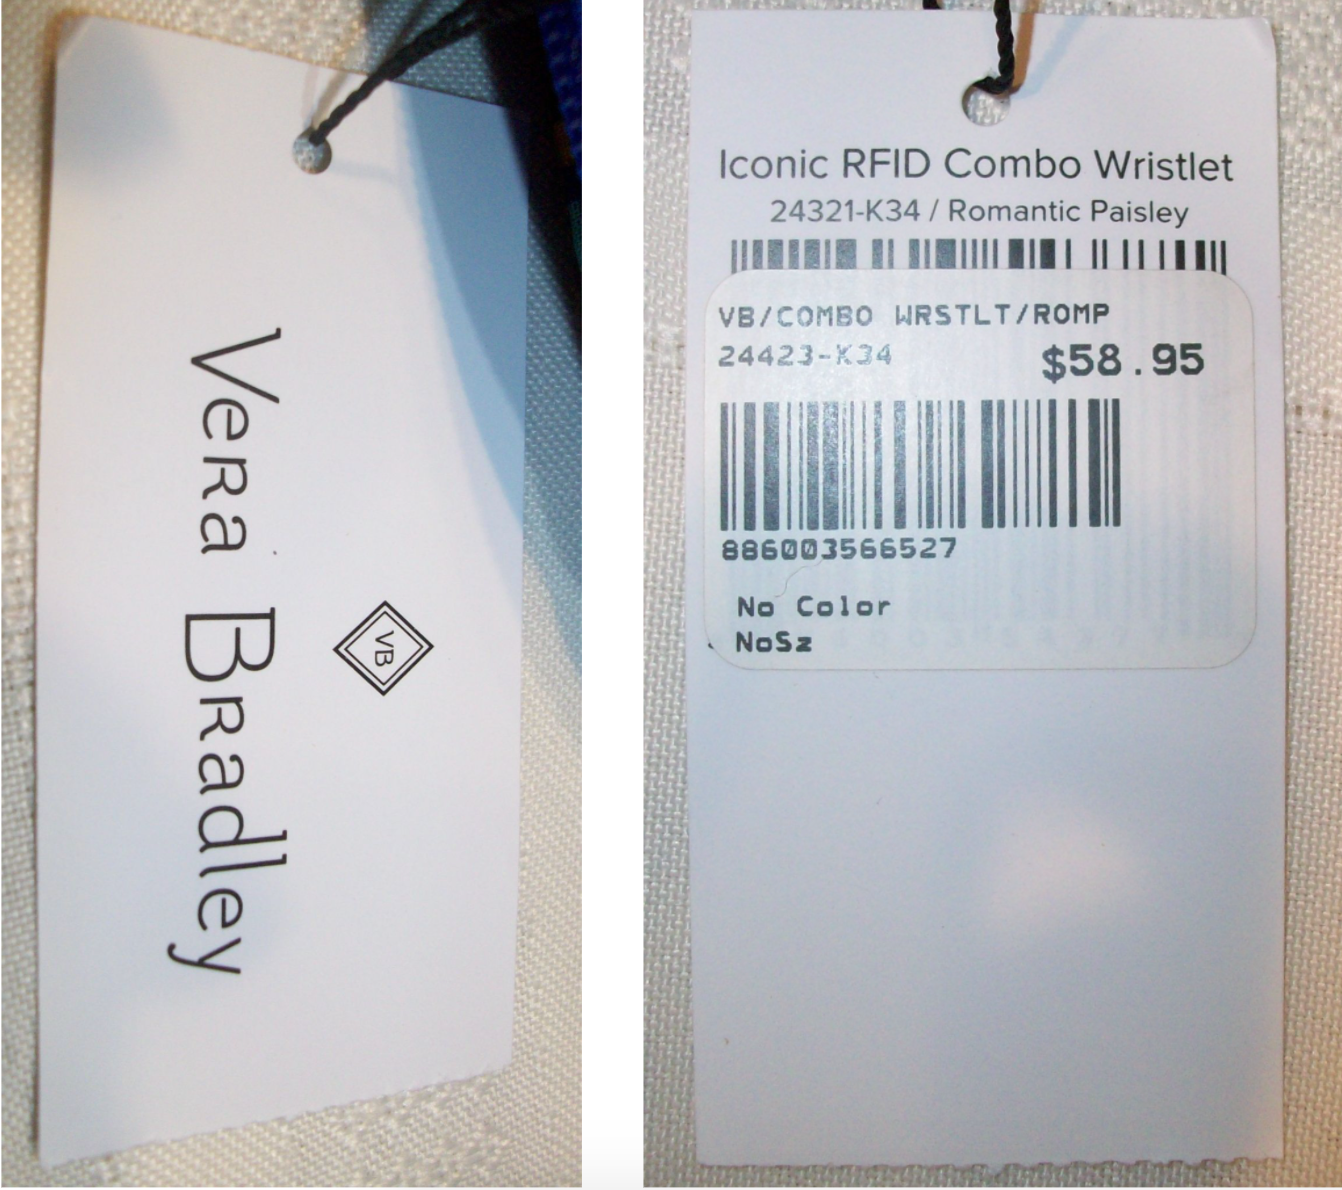 Vera Bradley
VB
Iconic RFID Combo Wristlet
24321-K34 / Romantic Paisley
VB/COMBO WRSTLT/ROMP
24423-K34
$58.95
886003566527
No Color
NoSz